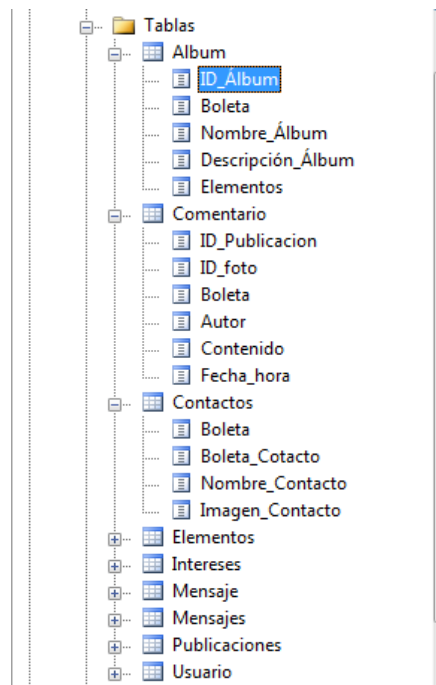 Tablas
Album
ID_Álbum
Boleta
Nombre_Álbum
Descripción_Álbum
Elementos
Comentario
ID_Publicacion
ID_foto
Boleta
Autor
Contenido
Fecha_hora
Contactos
Boleta
Boleta_Cotacto
Nombre_Contacto
Imagen_Contacto
Elementos
Intereses
Mensaje
Mensajes
Publicaciones
Usuario